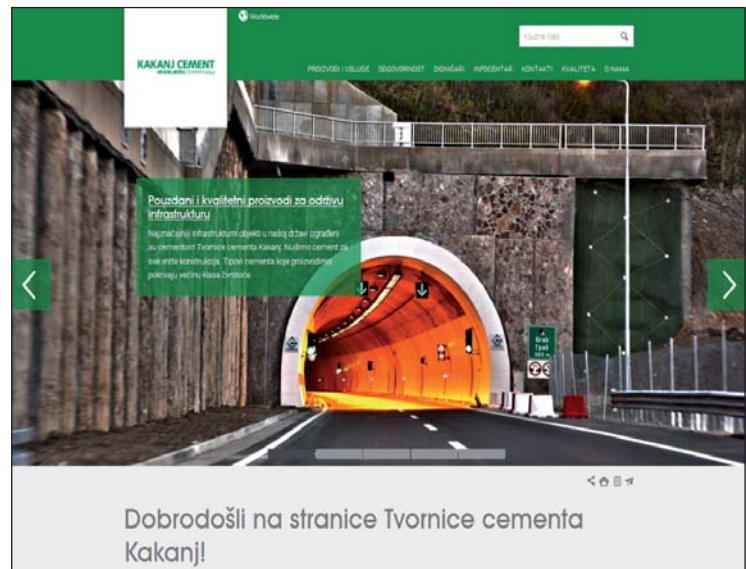 Worldwide
Ključna riječ
KAKANJ CEMENT
PROIZVODI I USLUGE ODGOVORNOST DIONIČARI INFOCENTAR KONTAKTI KVALITETA O NAMA
Pouzdani i kvalitetni proizvodi za održivu
infrastrukturu
Najznačajniji infrastrukturni objekti u našoj državi izgrađeni
su cementom Tvornice cementa Kakanj. Nudimo cement za
sve vrste konstrukcija. Tipovi cementa koje proizvodimo
pokrivaju većinu klasa čvrstoće.
Dobrodošli na stranice Tvornice cementa
Kakanj!